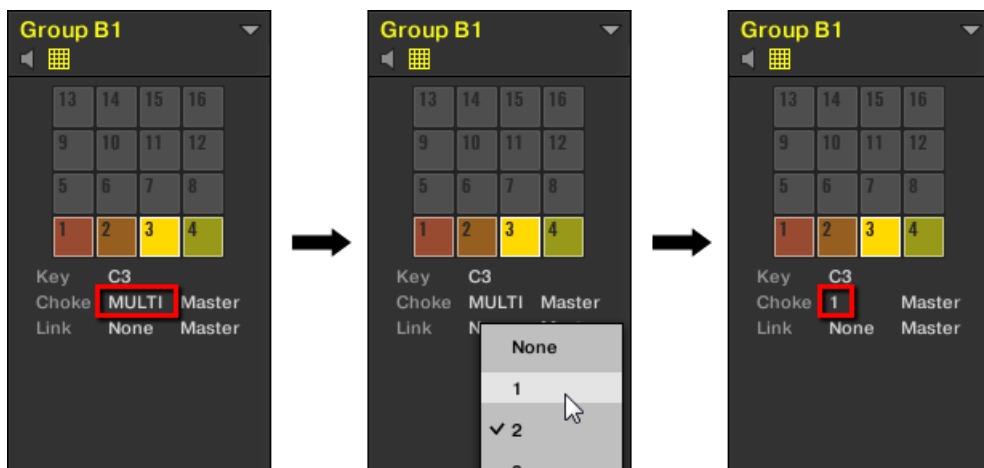 Group B1
13 14 15 16
9 10 11 12
5 6 7 8
1 2 3 4
Key C3
Choke MULTI Master
Link None Master
Group B1
13 14 15 16
9 10 11 12
5 6 7 8
1 2 3 4
Key C3
Choke MULTI Master
Link
None
1
2
Group B1
13 14 15 16
9 10 11 12
5 6 7 8
1 2 3 4
Key C3
Choke 1 Master
Link None Master